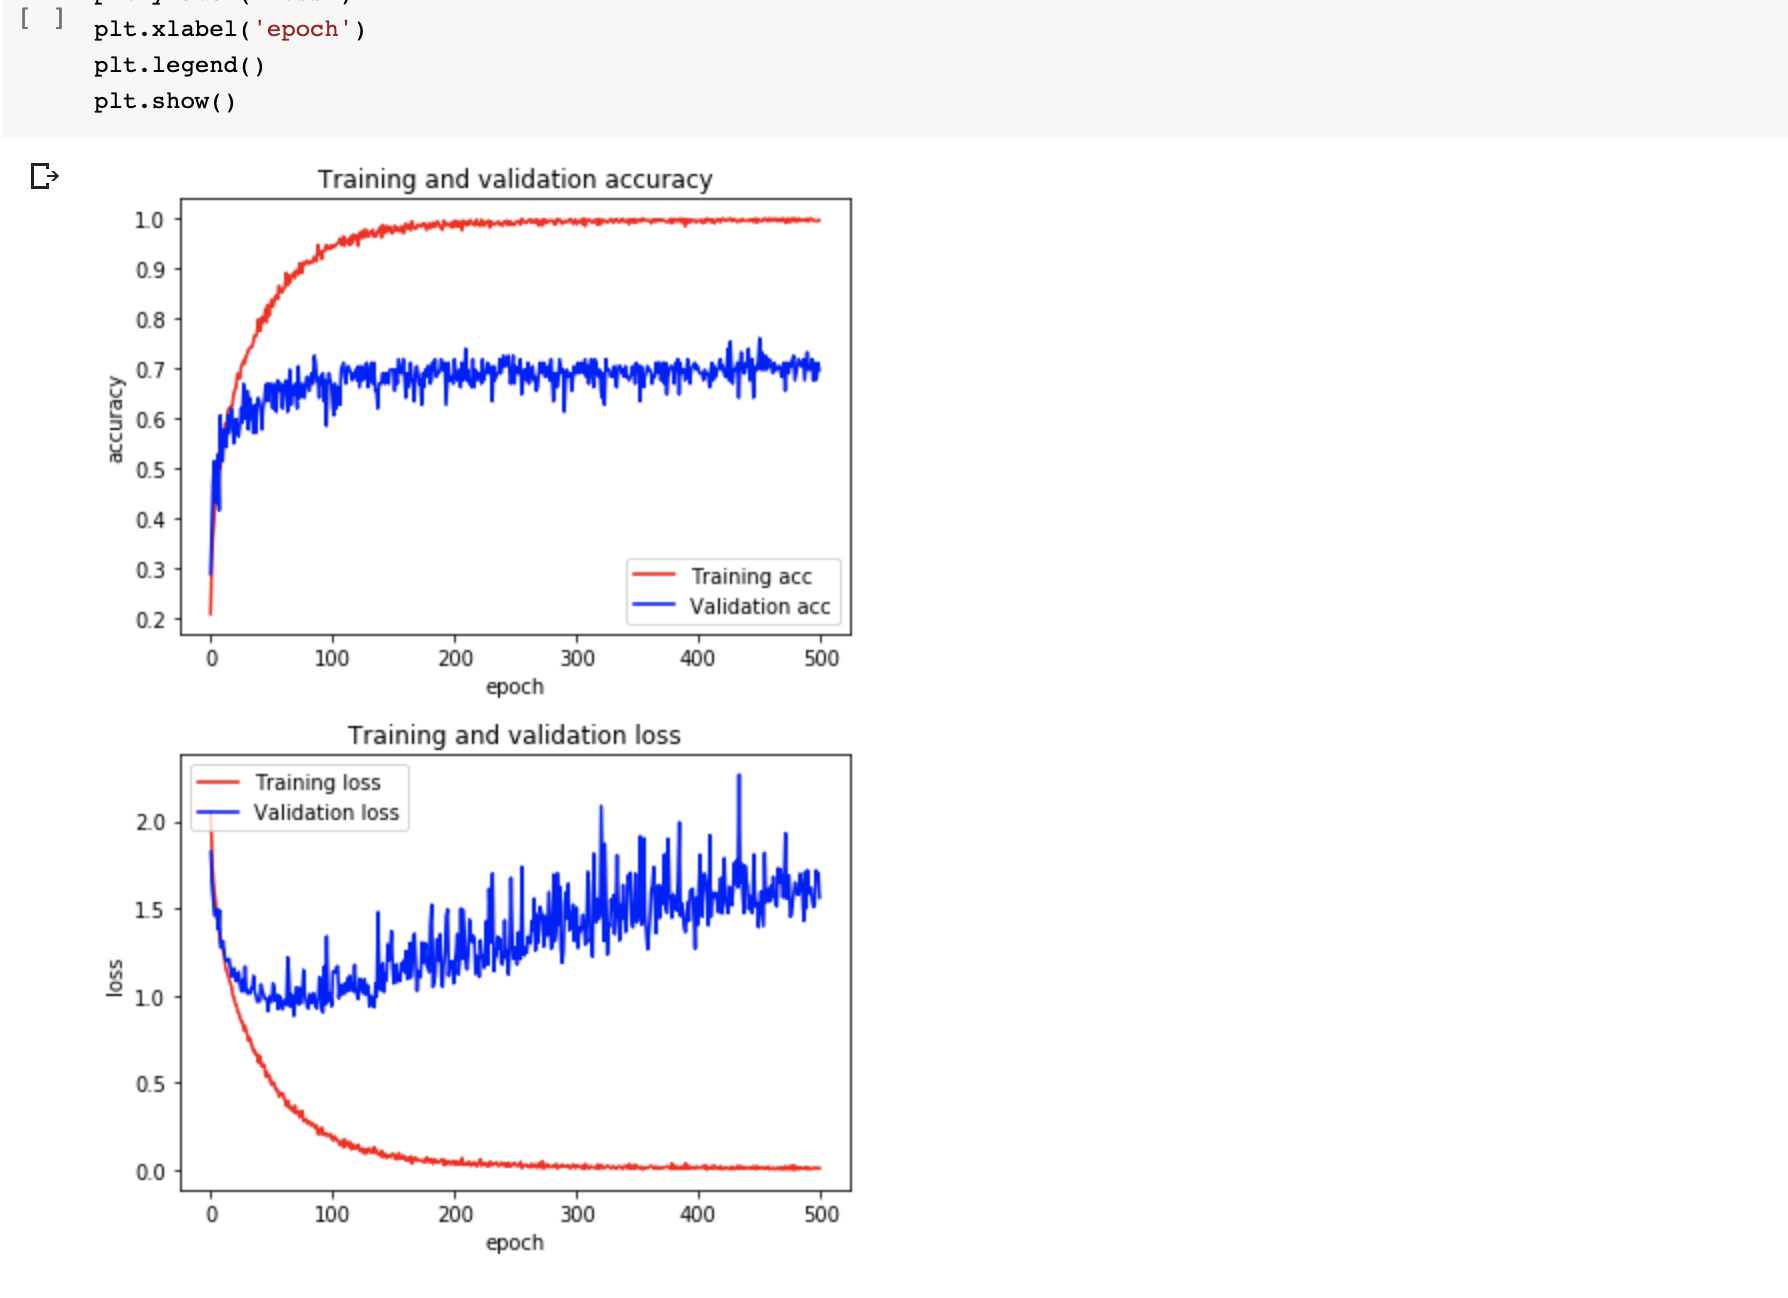 [ ]
plt.xlabel('epoch')
plt.legend()
plt.show()
Training and validation accuracy
1.0
0.9
0.8
0.7
0.6
0.5
0.4
0.3
0.2
accuracy
Training acc
Validation acc
0 100 200 300 400 500
epoch
Training and validation loss
Training loss
Validation loss
2.0
1.5
1.0
0.5
0.0
loss
0 100 200 300 400 500
epoch